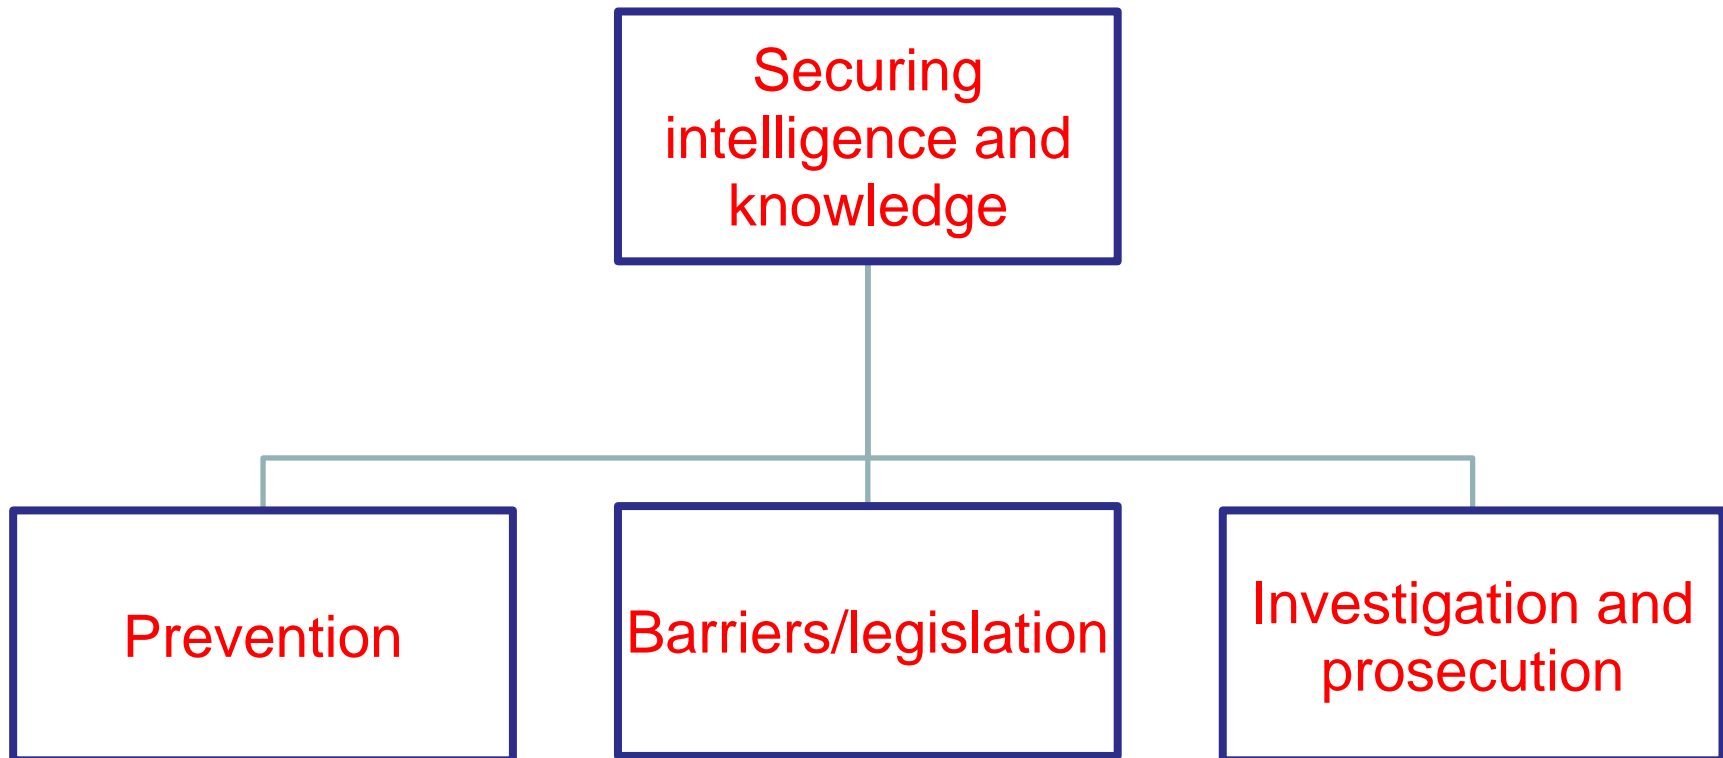 Securing
intelligence and
knowledge
Prevention
Barriers/legislation
Investigation and
prosecution